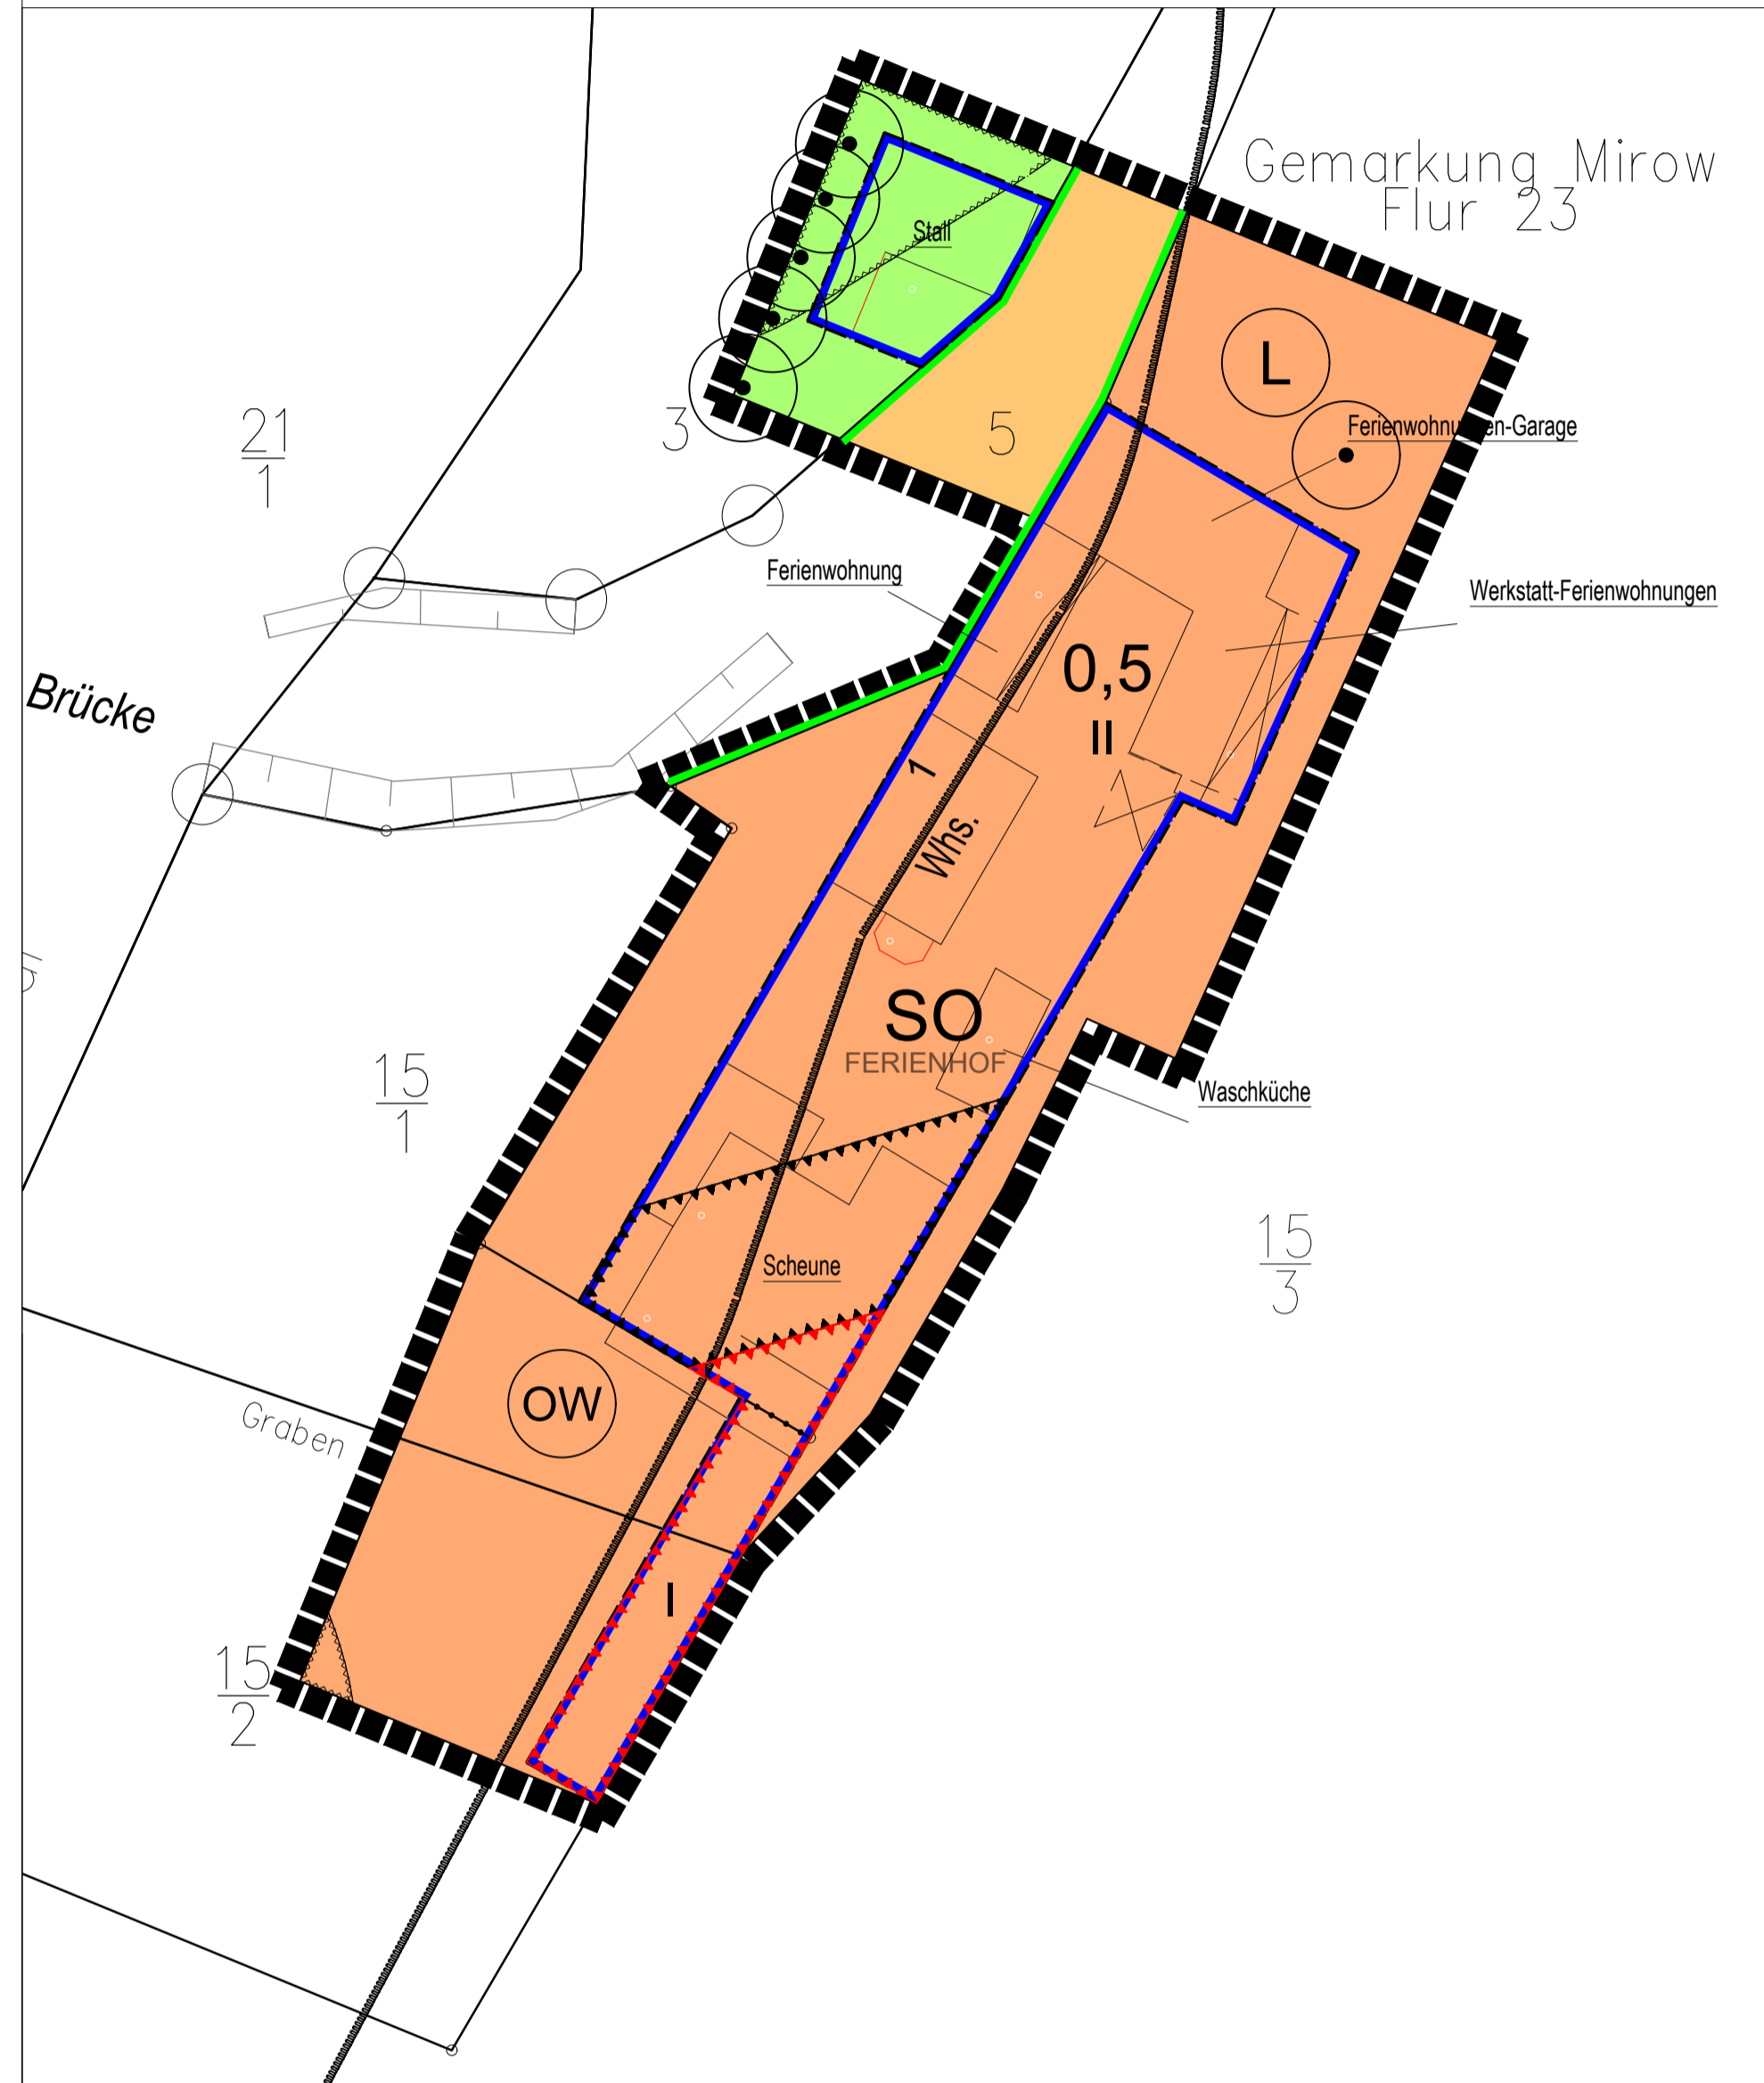 Gemarkung Mirow
Flur 23
Stall
L
21
1
3
5
Ferienwohnungen-Garage
Ferienwohnung
Werkstatt-Ferienwohnungen
0,5
II
Brücke
1
Whs.
SO
FERIENHOF
15
1
Waschküche
15
3
Scheune
OW
Graben
I
15
2